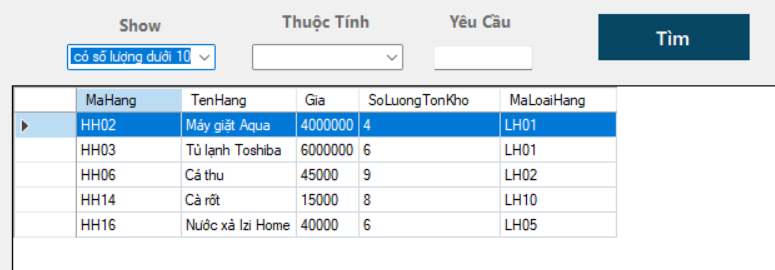 Show Thuộc Tính Yêu Cầu
có số lượng dưới 10 Tìm
MaHang TenHang Gia SoLuongTonKho MaLoaiHang
HH02 Máy giặt Aqua 4000000 4 LH01
HH03 Tủ lạnh Toshiba 6000000 6 LH01
HH06 Cá thu 45000 9 LH02
HH14 Cà rốt 15000 8 LH10
HH16 Nước xả Izi Home 40000 6 LH05